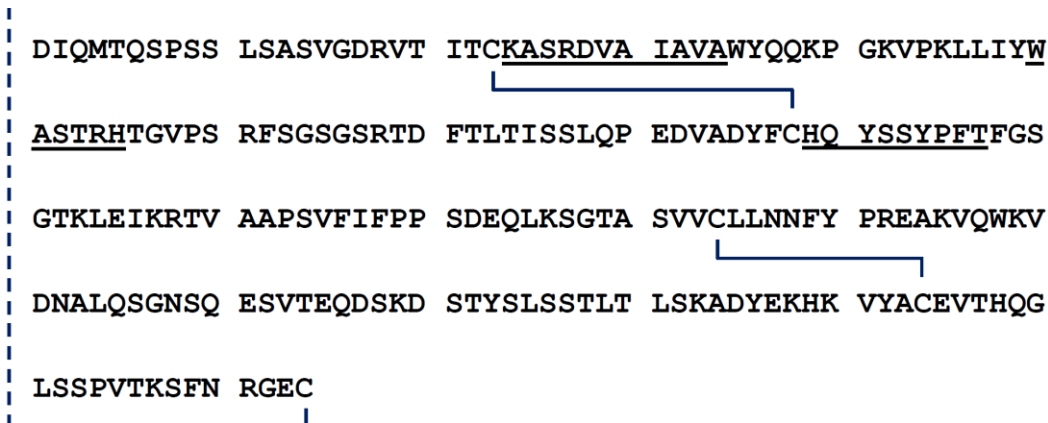 DIQMTQSPSS LSASVGDRVT ITCKASRDVA IAVAWYQQKP GKVPKLLIYW
ASTRHTGVPS RFSGSGSRTD FTLTISSLQP EDVADYFCHQ YSSYPFTFGS
GTKLEIKRTV AAPSVFIFPP SDEQLKSGTA SVVCLLNNFY PREAKVQWKV
DNALQSGNSQ ESVTEQDSKD STYSLSSTLT LSKADYEKHK VYACEVTHQG
LSSPVTKSFN RGEC